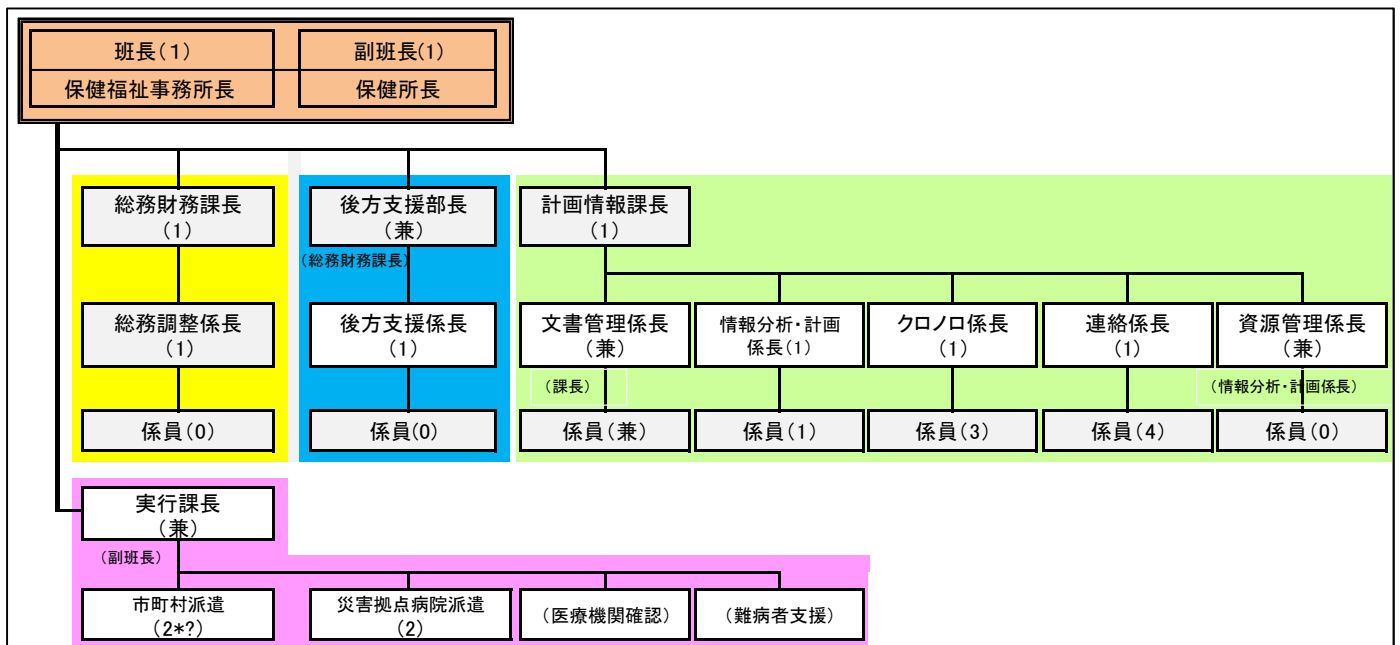 班長(1)
副班長(1)
保健福祉事務所長
保健所長
総務財務課長
(1)
後方支援部長
(兼)
計画情報課長
(1)
(総務財務課長)
総務調整係長
(1)
後方支援係長
(1)
文書管理係長
(兼)
情報分析・計画
係長(1)
クロノロ係長
(1)
連絡係長
(1)
資源管理係長
(兼)
(課長)
(情報分析・計画係長)
係員(0)
係員(0)
係員(兼)
係員(1)
係員(3)
係員(4)
係員(0)
実行課長
(兼)
(副班長)
市町村派遣
(2*?)
災害拠点病院派遣
(2)
(医療機関確認)
(難病者支援)